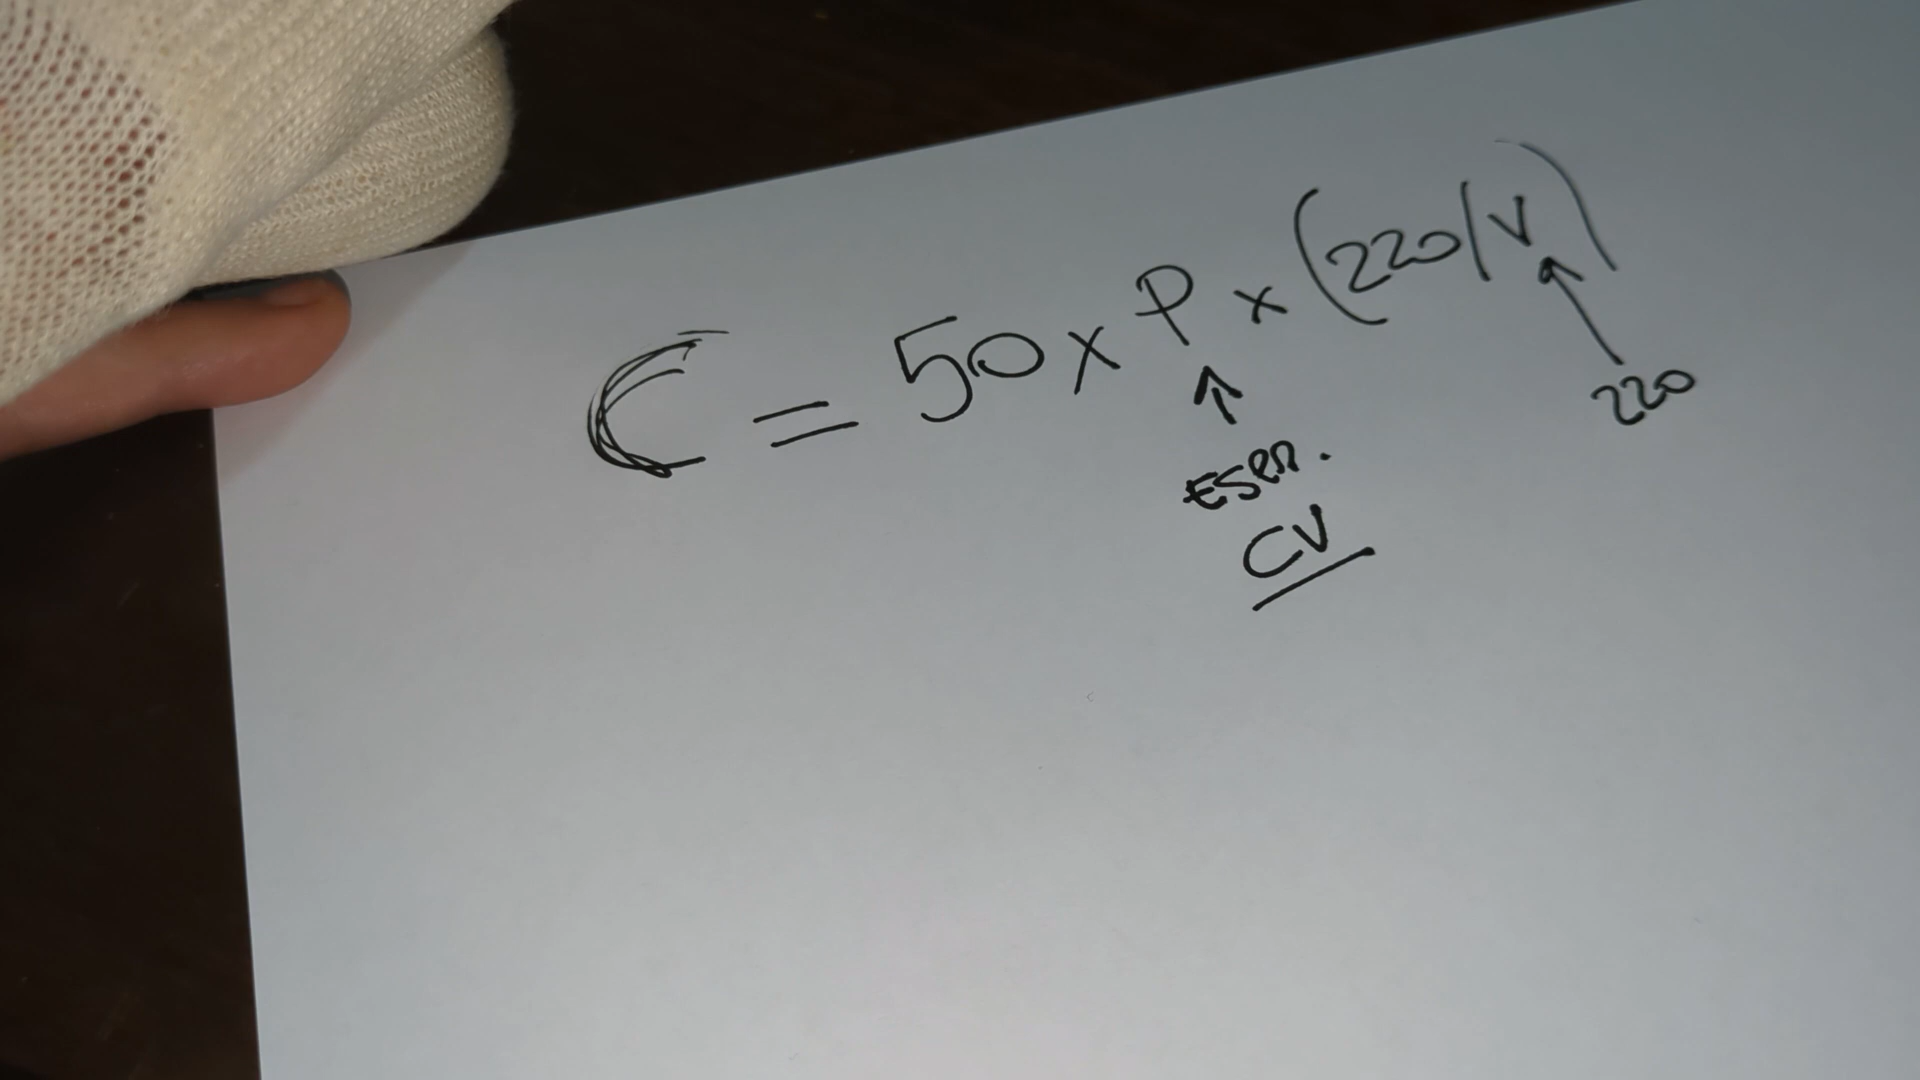 C = 50 x P x (220/V)
↑
↑
220
ESEN.
CV